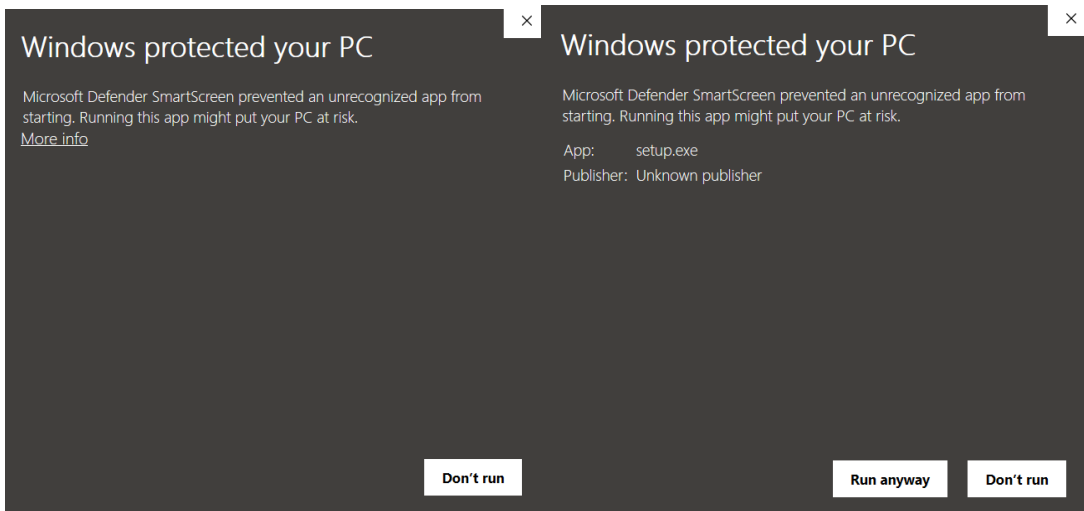 Windows protected your PC
Microsoft Defender SmartScreen prevented an unrecognized app from
starting. Running this app might put your PC at risk.
More info
Don't run
Windows protected your PC
Microsoft Defender SmartScreen prevented an unrecognized app from
starting. Running this app might put your PC at risk.
App: setup.exe
Publisher: Unknown publisher
Run anyway Don't run